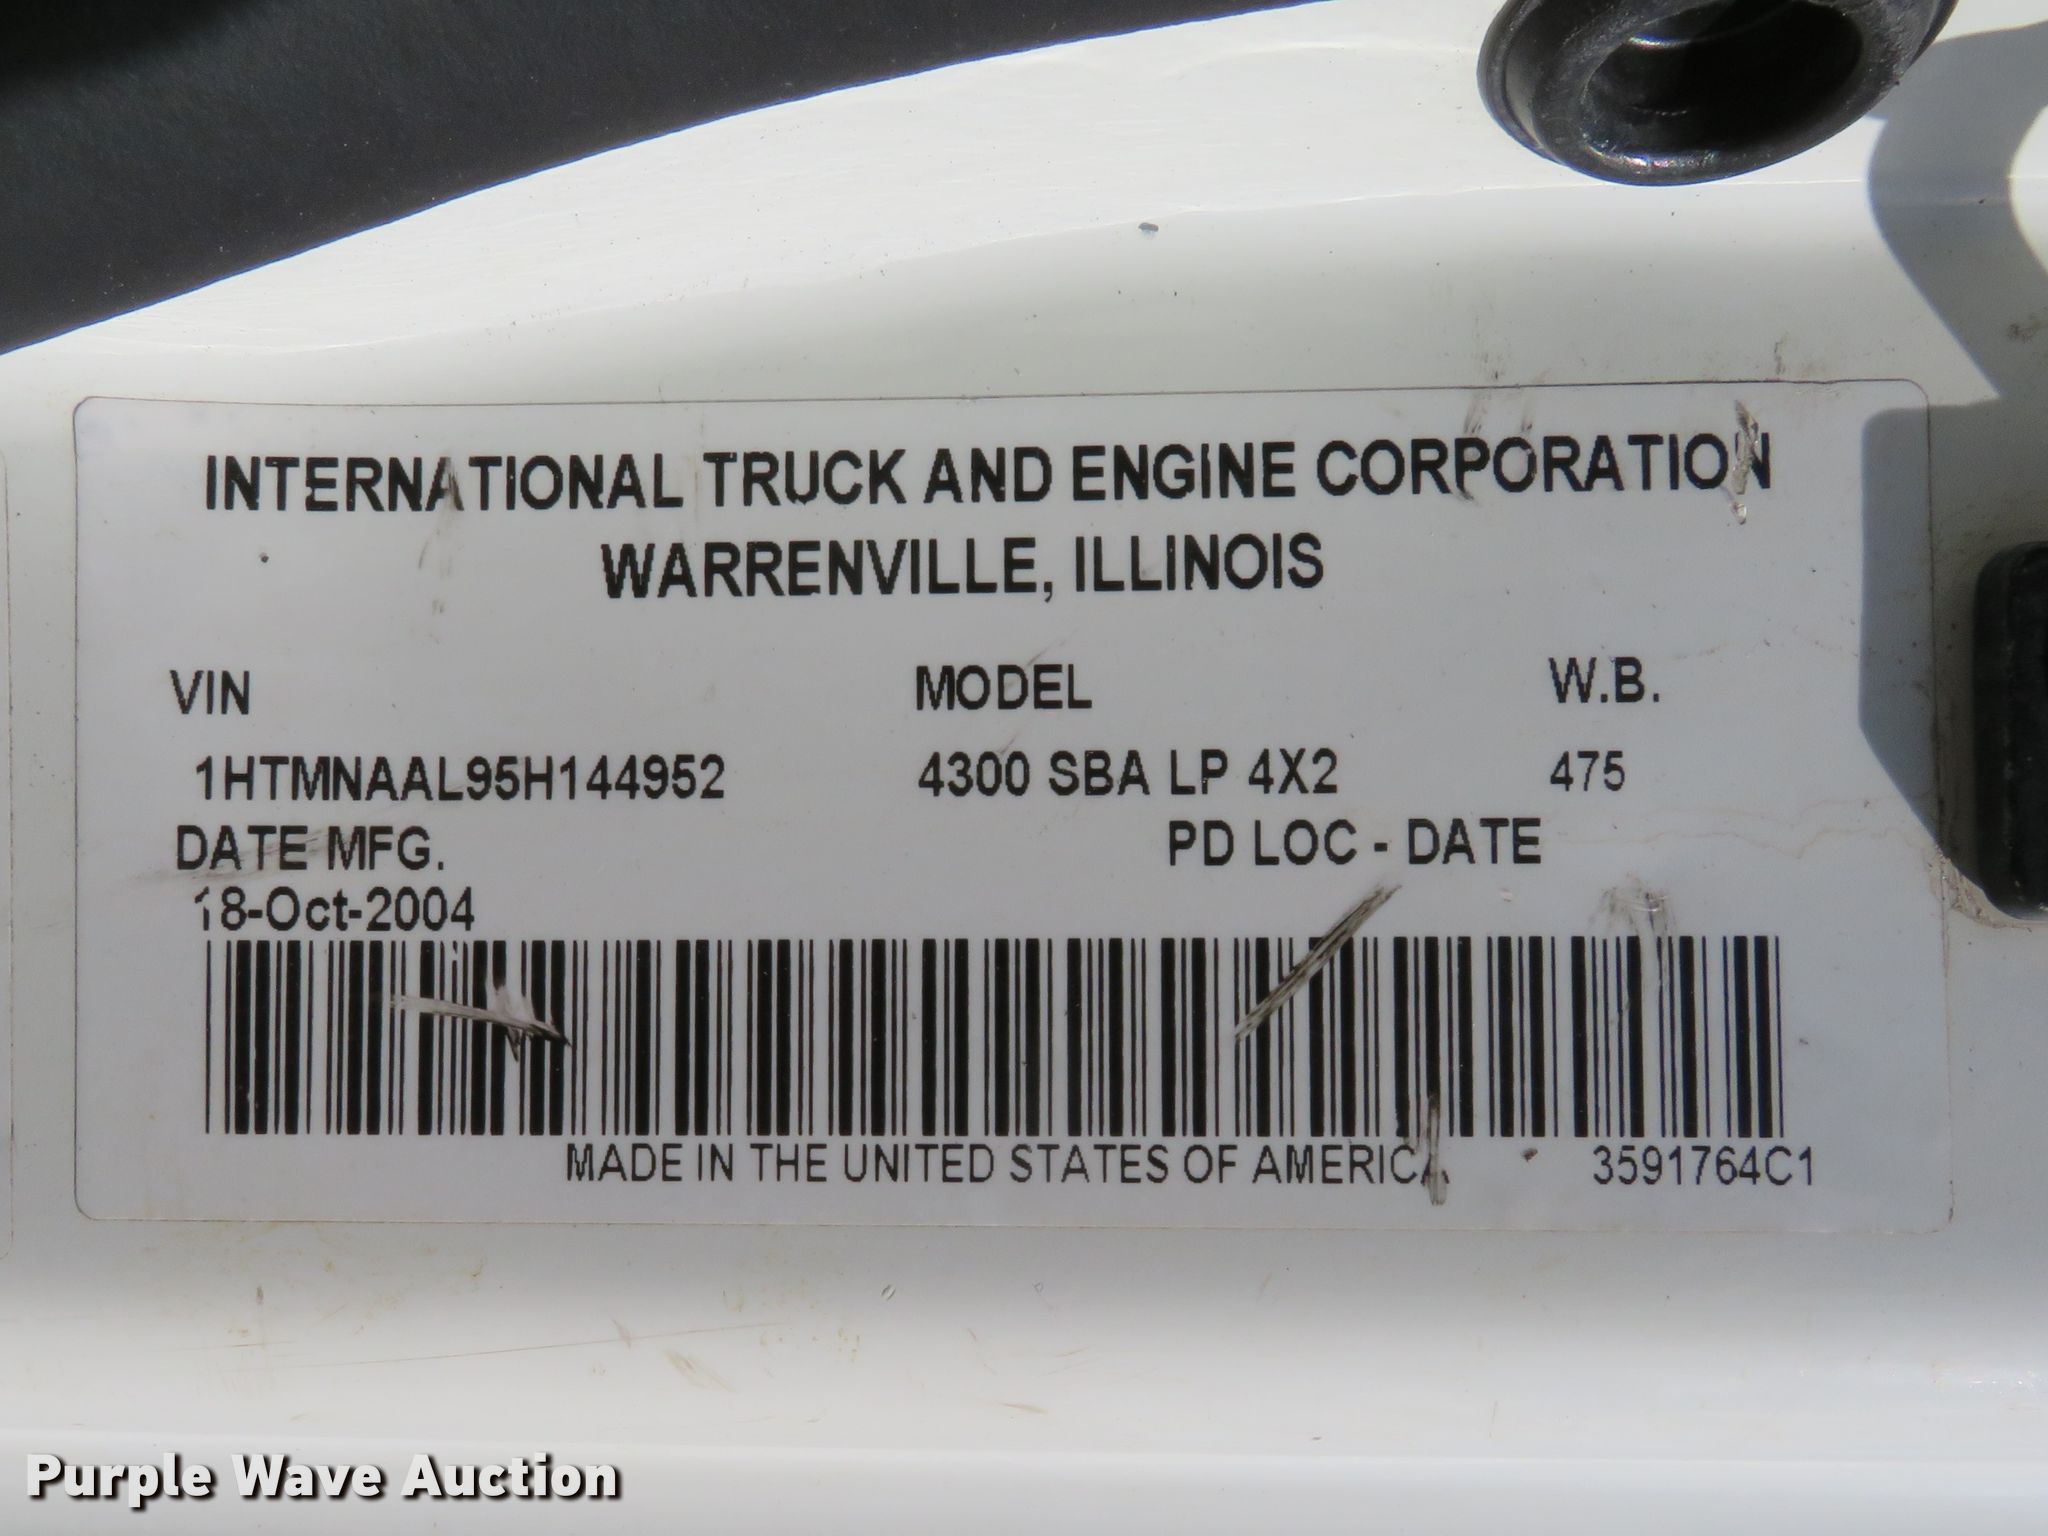 INTERNATIONAL TRUCK AND ENGINE CORPORATION
WARRENVILLE, ILLINOIS
VIN MODEL W.B.
1HTMNAAL95H144952 4300 SBA LP 4X2 475
DATE MFG. PD LOC - DATE
18-Oct-2004
MADE IN THE UNITED STATES OF AMERICA 3591764C1
Purple Wave Auction